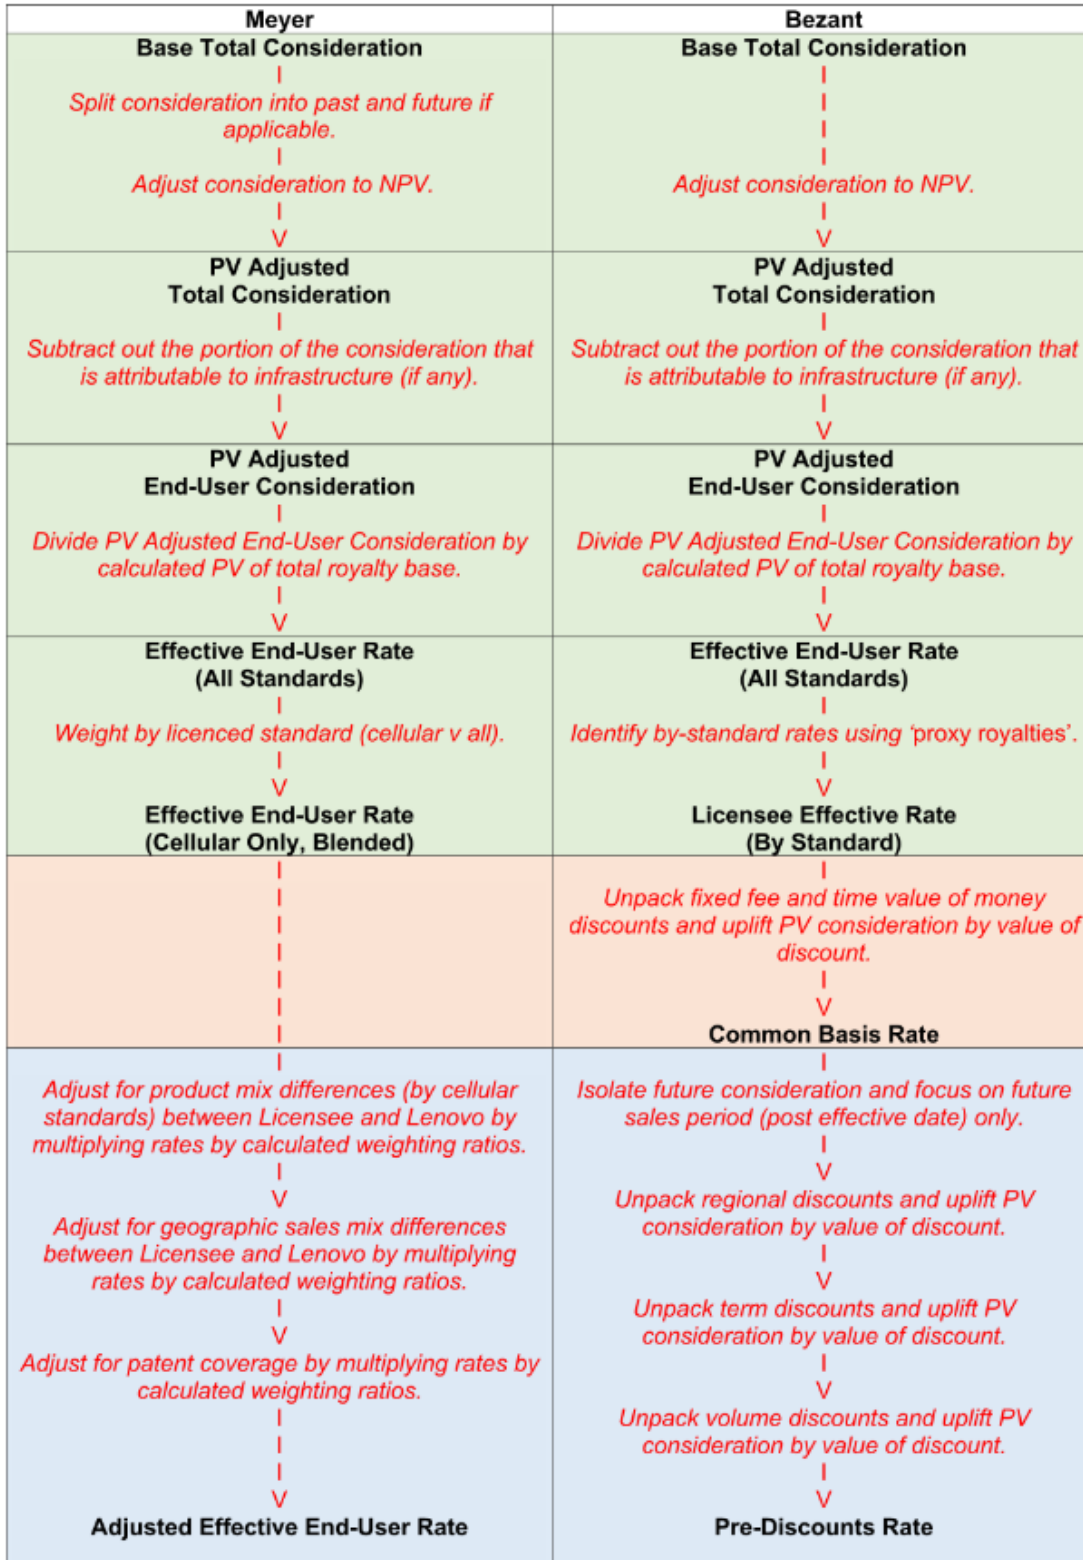 Meyer
Bezant
Base Total Consideration
I
Split consideration into past and future if
applicable.
I
Adjust consideration to NPV.
I
V
Base Total Consideration
I
I
I
Adjust consideration to NPV.
I
V
PV Adjusted
Total Consideration
I
Subtract out the portion of the consideration that
is attributable to infrastructure (if any).
I
V
PV Adjusted
Total Consideration
I
Subtract out the portion of the consideration that
is attributable to infrastructure (if any).
I
V
PV Adjusted
End-User Consideration
I
Divide PV Adjusted End-User Consideration by
calculated PV of total royalty base.
I
V
PV Adjusted
End-User Consideration
I
Divide PV Adjusted End-User Consideration by
calculated PV of total royalty base.
I
V
Effective End-User Rate
(All Standards)
I
Weight by licenced standard (cellular v all).
I
V
Effective End-User Rate
(Cellular Only, Blended)
Effective End-User Rate
(All Standards)
I
Identify by-standard rates using ‘proxy royalties’.
I
V
Licensee Effective Rate
(By Standard)
I
I
I
I
I
I
I
I
Unpack fixed fee and time value of money
discounts and uplift PV consideration by value of
discount.
I
V
Common Basis Rate
I
Adjust for product mix differences (by cellular
standards) between Licensee and Lenovo by
multiplying rates by calculated weighting ratios.
I
V
Adjust for geographic sales mix differences
between Licensee and Lenovo by multiplying
rates by calculated weighting ratios.
I
V
Adjust for patent coverage by multiplying rates by
calculated weighting ratios.
I
I
I
V
Adjusted Effective End-User Rate
I
Isolate future consideration and focus on future
sales period (post effective date) only.
I
V
Unpack regional discounts and uplift PV
consideration by value of discount.
I
V
Unpack term discounts and uplift PV
consideration by value of discount.
I
V
Unpack volume discounts and uplift PV
consideration by value of discount.
I
V
Pre-Discounts Rate